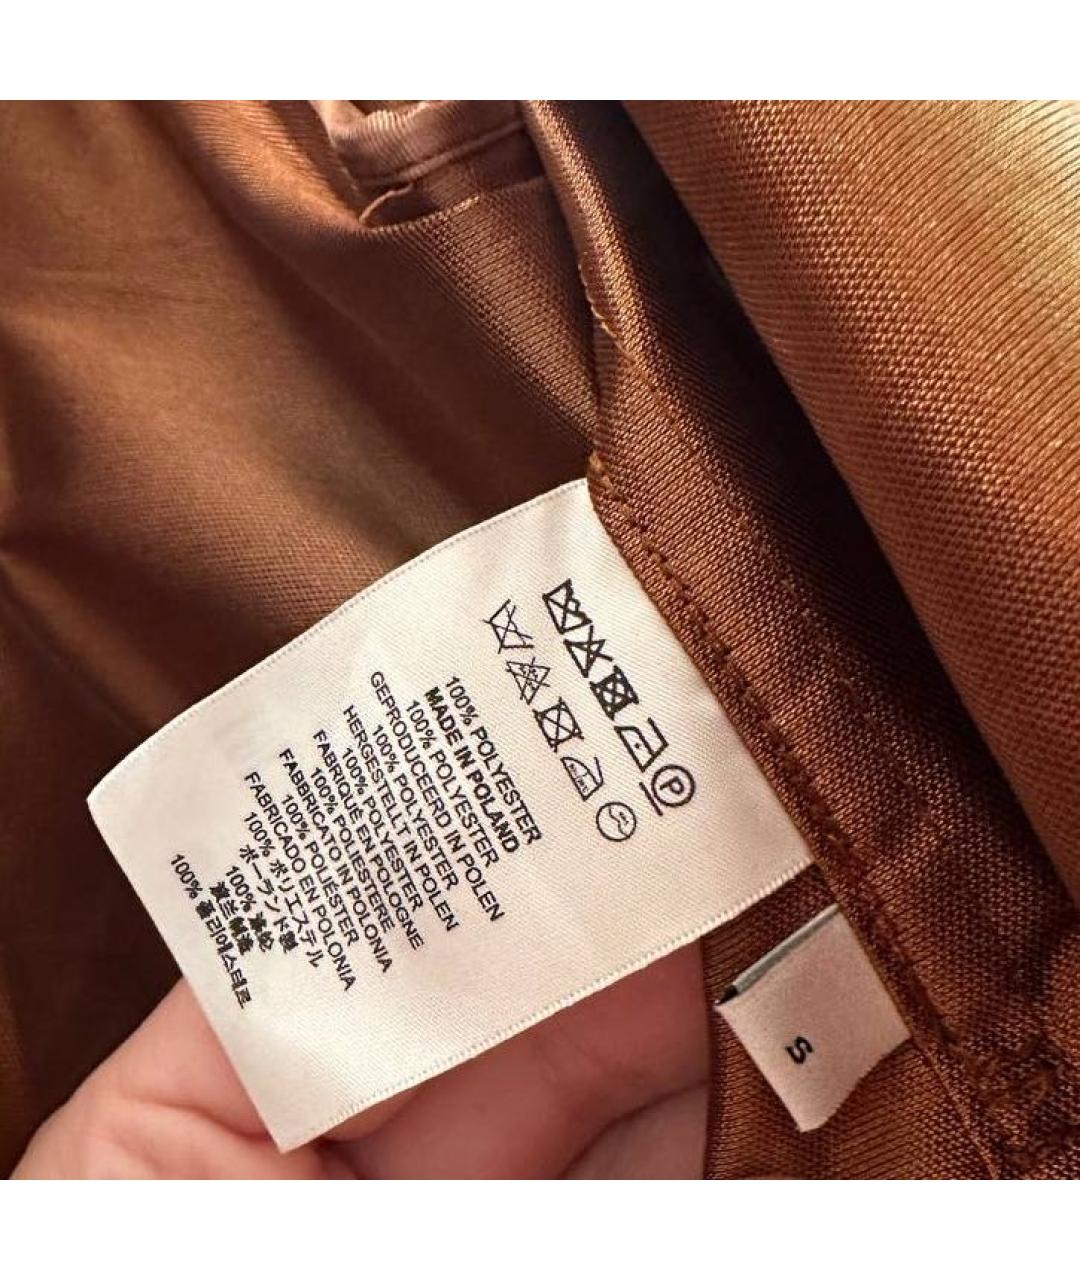 P
100% POLYESTER
MADE IN POLAND
100% POLYESTER
GEPRODUCEERD IN POLEN
100% POLYESTER
HERGESTELLT IN POLEN
100% POLYESTER
FABRIQUÉ EN POLOGNE
100% POLIESTERE
FABBRICATO IN POLONIA
100% POLIÉSTER
FABRICADO EN POLONIA
100% ポリエステル
ポーランド製
100% 涤纶
波兰制造
100% 폴리에스테르
S